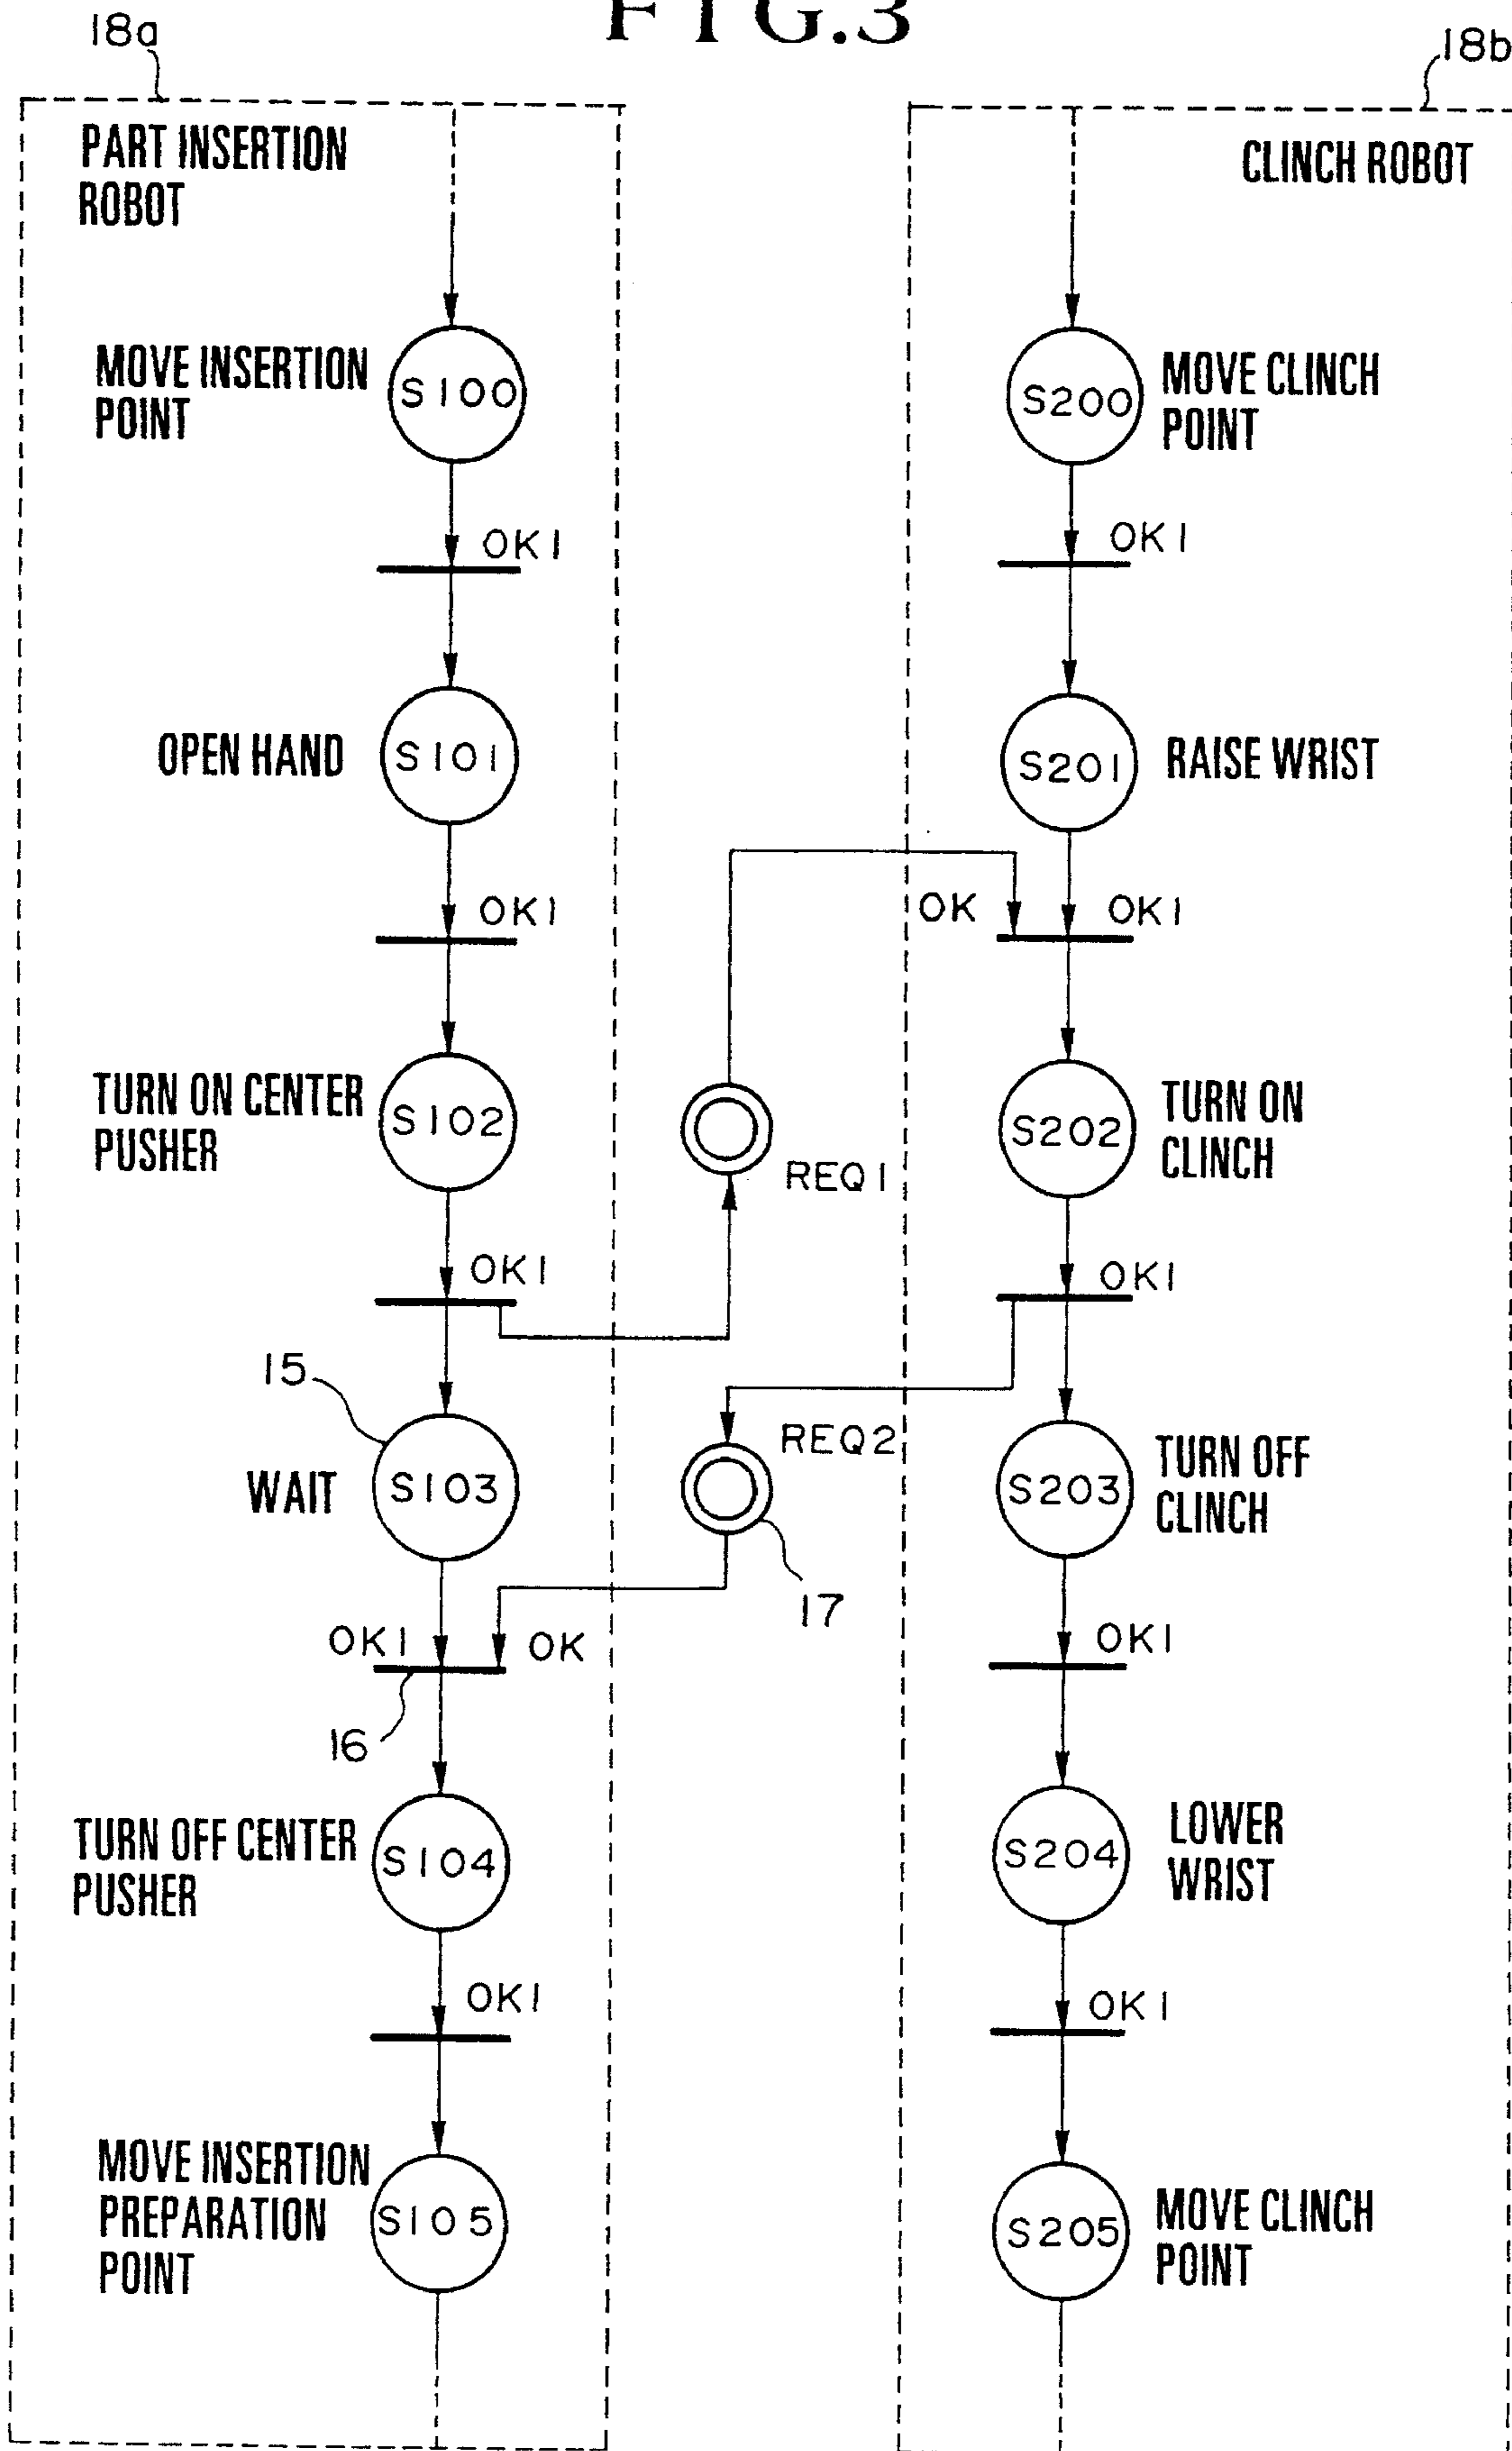 FIG.3
18a
18b
PART INSERTION
ROBOT
CLINCH ROBOT
MOVE INSERTION
POINT
S100
S200
MOVE CLINCH
POINT
OK1
OK1
OPEN HAND
S101
S201
RAISE WRIST
OK1
OK
OK1
TURN ON CENTER
PUSHER
S102
REQ1
S202
TURN ON
CLINCH
OK1
OK1
15
WAIT
S103
REQ2
17
S203
TURN OFF
CLINCH
OK1
OK
OK1
16
TURN OFF CENTER
PUSHER
S104
S204
LOWER
WRIST
OK1
OK1
MOVE INSERTION
PREPARATION
POINT
S105
S205
MOVE CLINCH
POINT